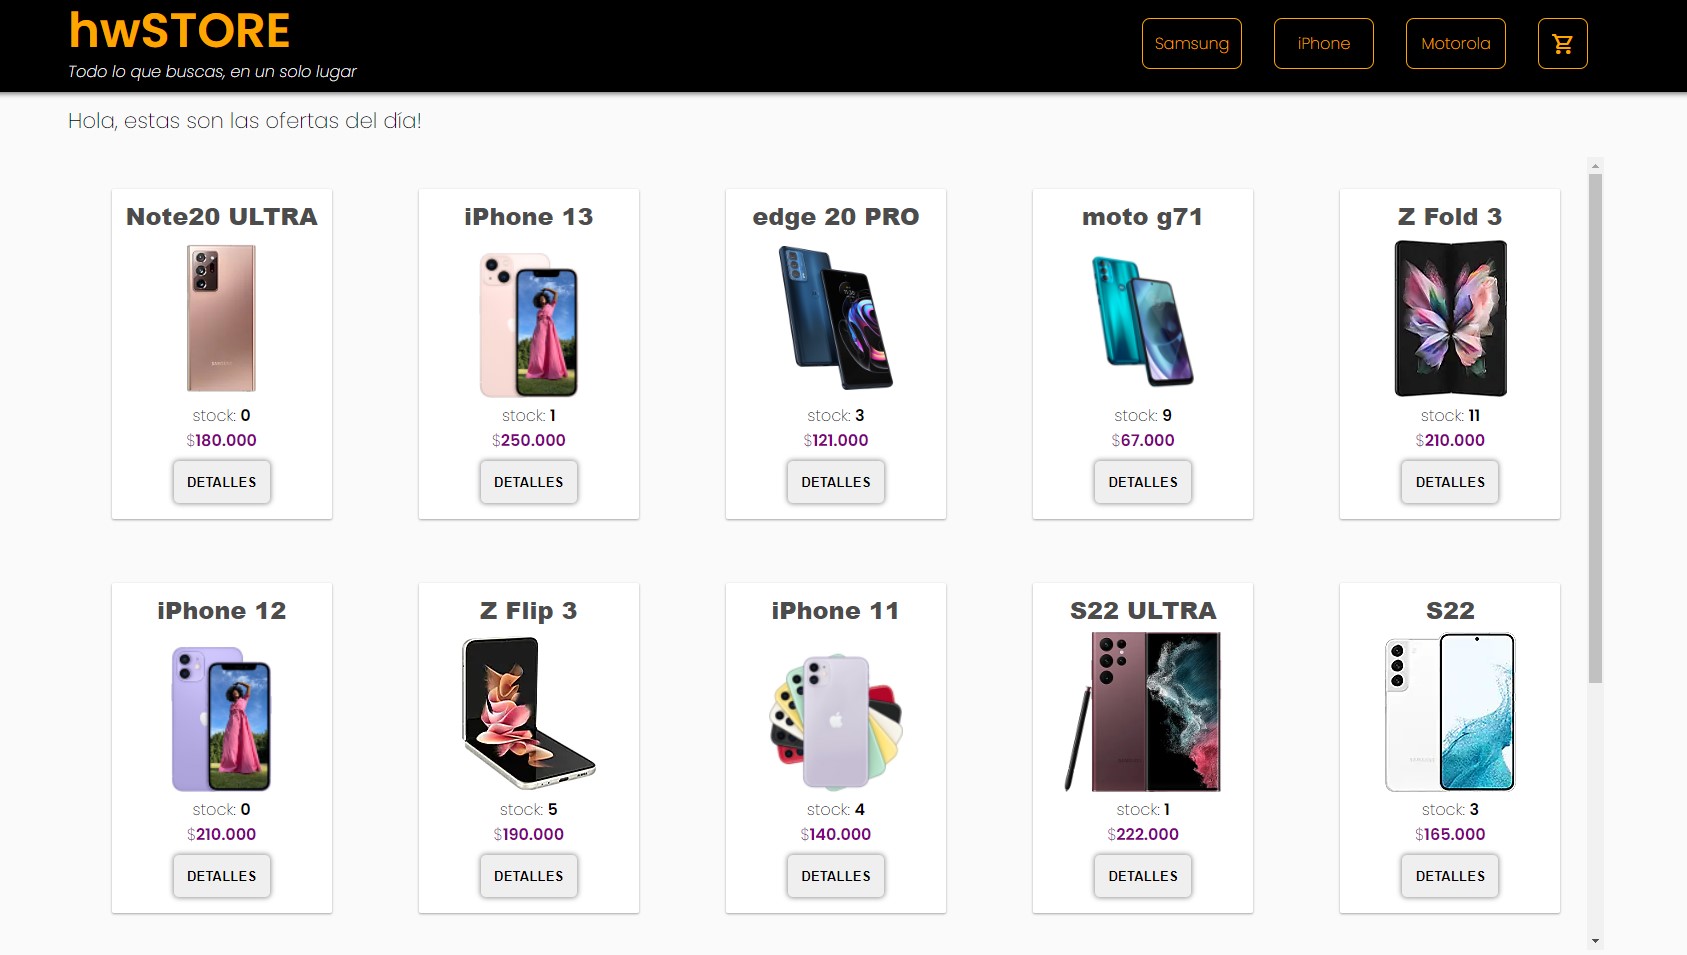 hwSTORE
Todo lo que buscas, en un solo lugar
Samsung
iPhone
Motorola
Hola, estas son las ofertas del día!
Note20 ULTRA
stock: 0
$180.000
DETALLES
iPhone 13
stock: 1
$250.000
DETALLES
edge 20 PRO
stock: 3
$121.000
DETALLES
moto g71
stock: 9
$67.000
DETALLES
Z Fold 3
stock: 11
$210.000
DETALLES
iPhone 12
stock: 0
$210.000
DETALLES
Z Flip 3
stock: 5
$190.000
DETALLES
iPhone 11
stock: 4
$140.000
DETALLES
S22 ULTRA
stock: 1
$222.000
DETALLES
S22
stock: 3
$165.000
DETALLES